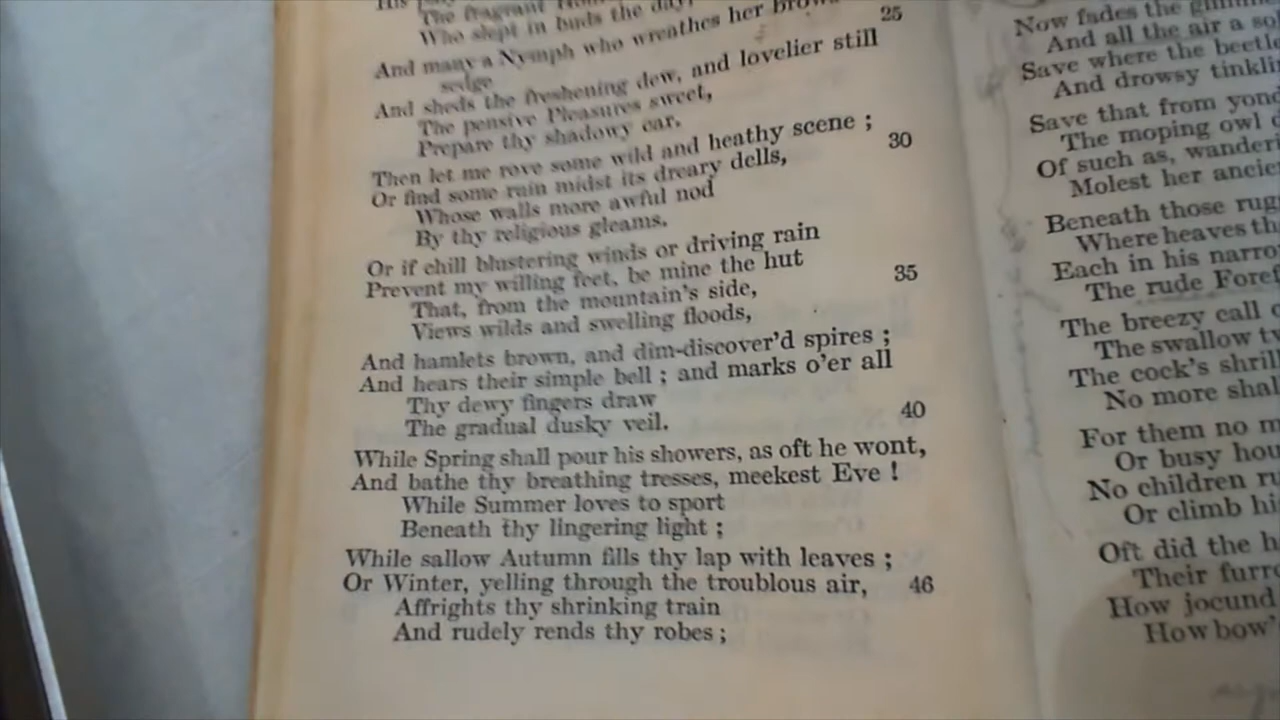 The fragrant
Who slept in buds the day,
And many a Nymph who wreathes her brows 25
sedge
And sheds the freshening dew, and lovelier still
The pensive Pleasures sweet,
Prepare thy shadowy car.
Then let me rove some wild and heathy scene ;
Or find some ruin midst its dreary dells, 30
Whose walls more awful nod
By thy religious gleams.
Or if chill blustering winds or driving rain
Prevent my willing feet, be mine the hut
That, from the mountain's side, 35
Views wilds and swelling floods,
And hamlets brown, and dim-discover'd spires ;
And hears their simple bell ; and marks o'er all
Thy dewy fingers draw
The gradual dusky veil. 40
While Spring shall pour his showers, as oft he wont,
And bathe thy breathing tresses, meekest Eve !
While Summer loves to sport
Beneath thy lingering light ;
While sallow Autumn fills thy lap with leaves ;
Or Winter, yelling through the troublous air, 46
Affrights thy shrinking train
And rudely rends thy robes ;
Now fades the
And all the air a
Save where the
And drowsy
Save that from
The moping owl
Of such as,
Molest her
Beneath those
Where heaves
Each in his
The rude
The breezy call
The swallow
The cock's
No more
For them no
Or busy
No children
Or climb
Oft did the
Their
How jocund
How bow'